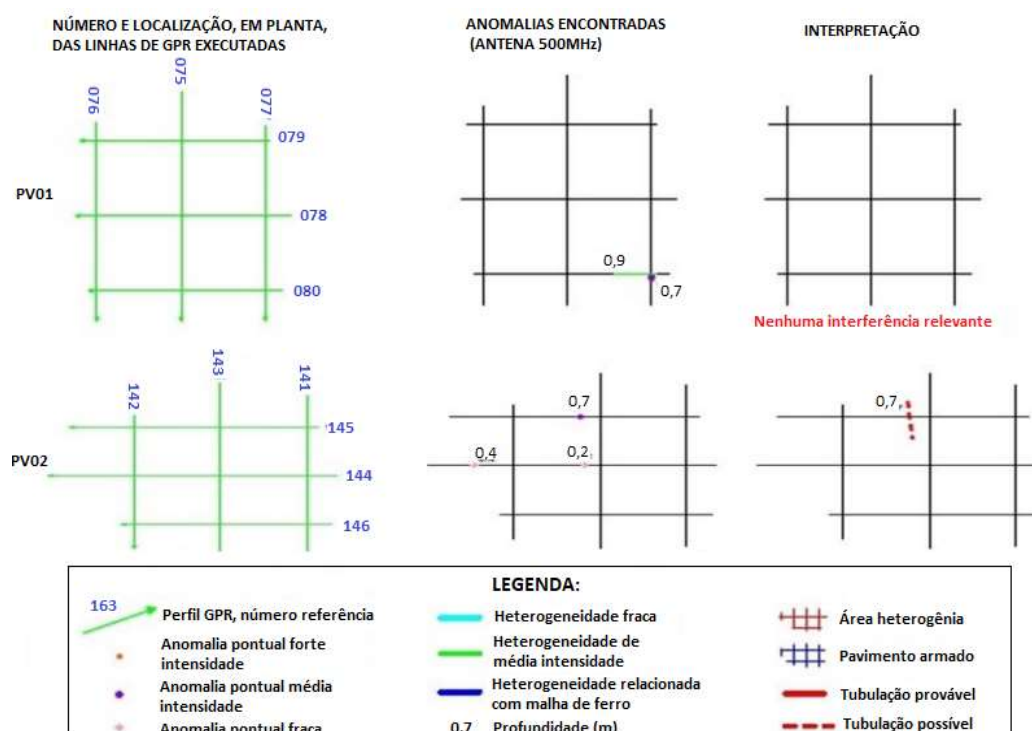 NÚMERO E LOCALIZAÇÃO, EM PLANTA,
DAS LINHAS DE GPR EXECUTADAS
ANOMALIAS ENCONTRADAS
(ANTENA 500MHz)
INTERPRETAÇÃO
076
075
077
079
PV01
078
080
0,9
0,7
Nenhuma interferência relevante
142
143
141
145
PV02
144
146
0,7
0,4
0,2
0,7
LEGENDA:
163
Perfil GPR, número referência
Anomalia pontual forte
intensidade
Anomalia pontual média
intensidade
Anomalia pontual fraca
Heterogeneidade fraca
Heterogeneidade de
média intensidade
Heterogeneidade relacionada
com malha de ferro
0,7 Profundidade (m)
Área heterogênia
Pavimento armado
Tubulação provável
Tubulação possível